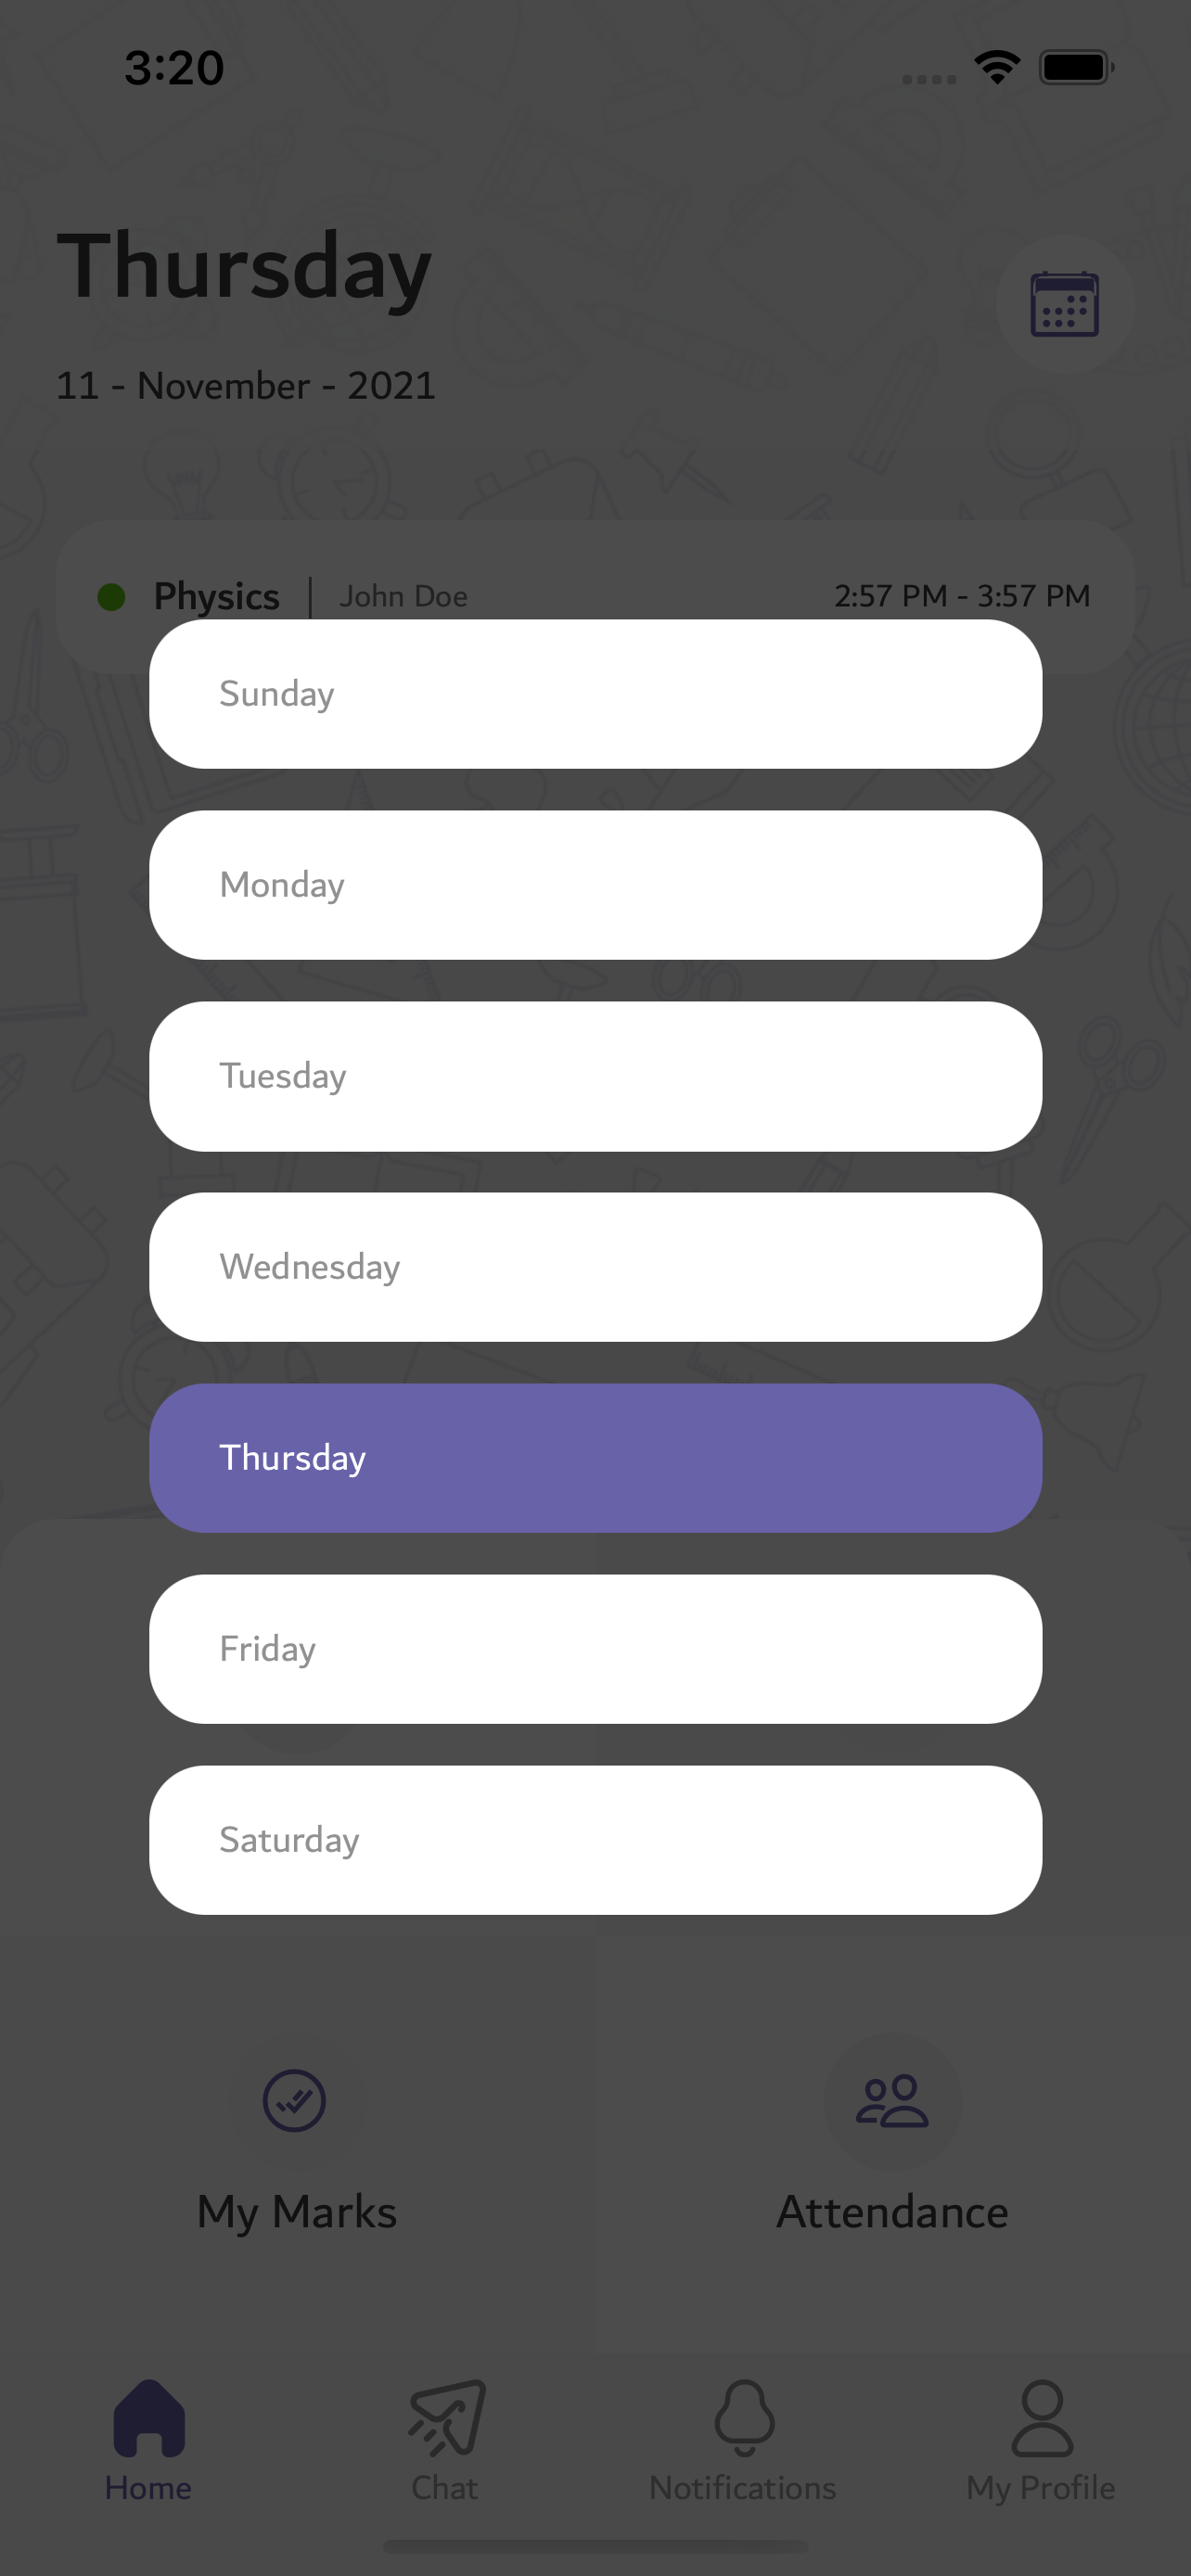 3:20
Thursday
11 - November - 2021
Physics | John Doe 2:57 PM - 3:57 PM
Sunday
Monday
Tuesday
Wednesday
Thursday
Friday
Saturday
My Marks Attendance
Home Chat Notifications My Profile